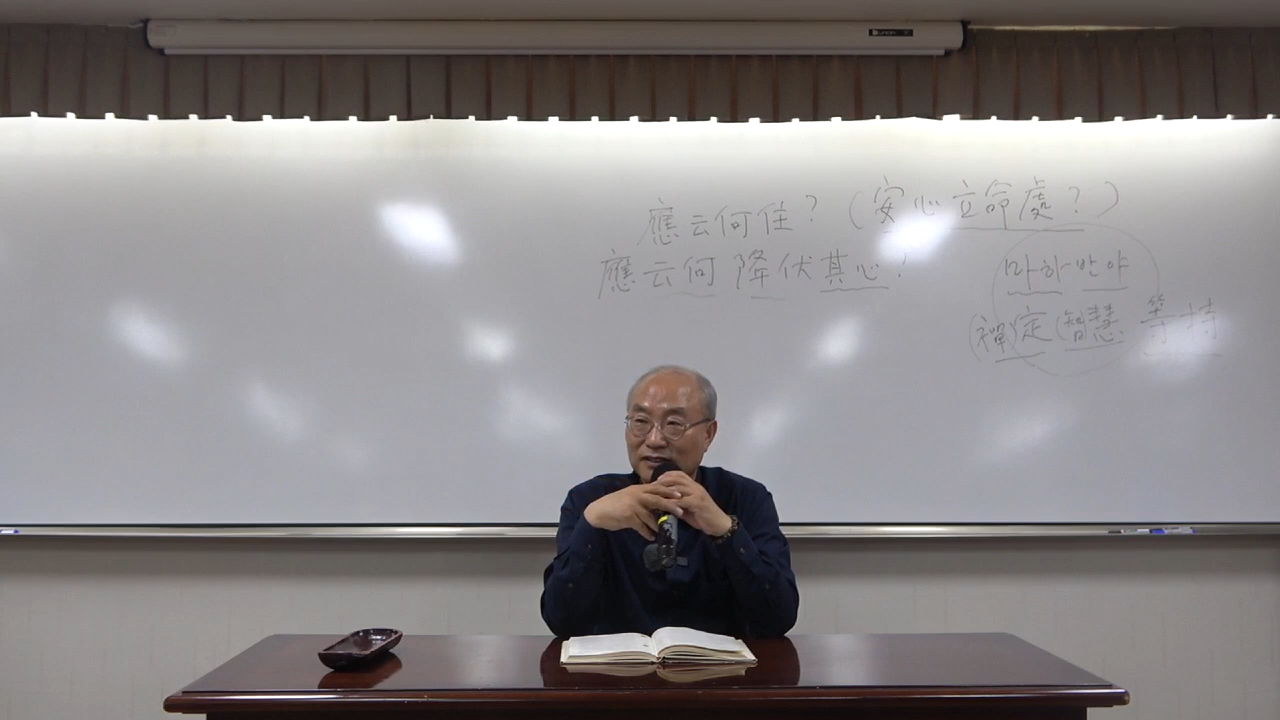 應云何住? (安心立命處?)
應云何 降伏其心?
마하반야
(禪)定(智慧 等持